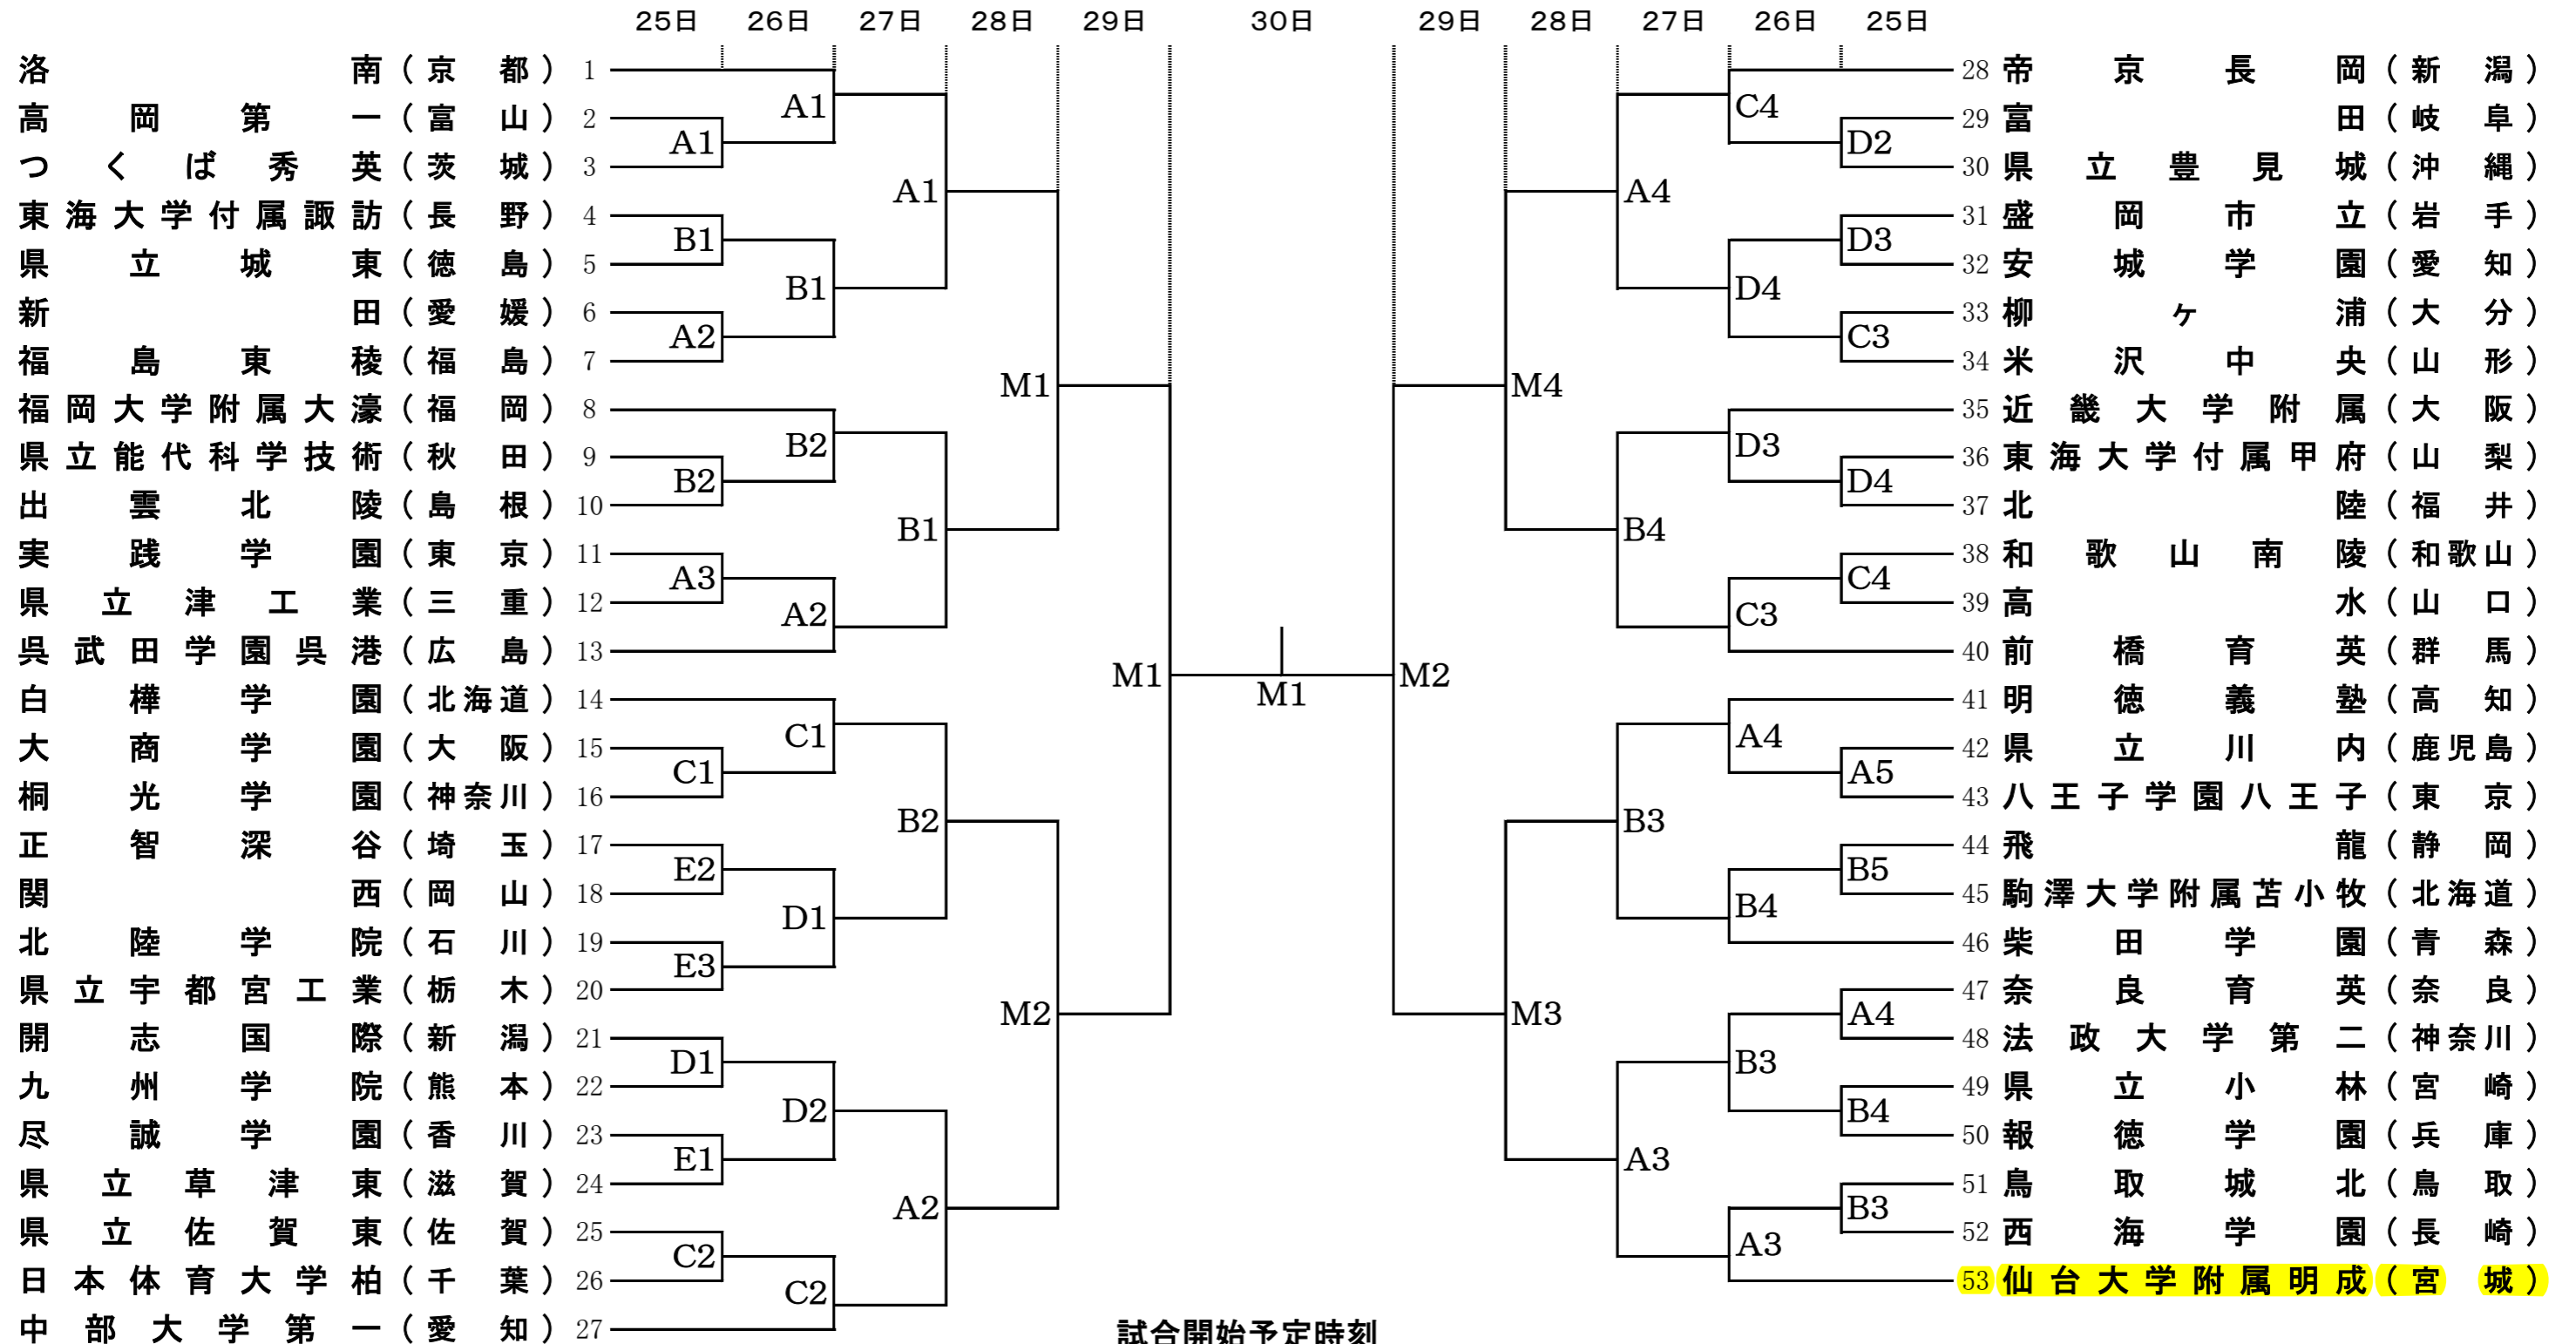 25日 26日 27日 28日 29日 30日 29日 28日 27日 26日 25日
洛南(京都) 1
高岡第一(富山) 2
つくば秀英(茨城) 3
東海大学付属諏訪(長野) 4
県立城東(徳島) 5
新田(愛媛) 6
福島東稜(福島) 7
福岡大学附属大濠(福岡) 8
県立能代科学技術(秋田) 9
出雲北陵(島根) 10
実践学園(東京) 11
県立津工業(三重) 12
呉武田学園呉港(広島) 13
白樺学園(北海道) 14
大商学園(大阪) 15
桐光学園(神奈川) 16
正智深谷(埼玉) 17
関西(岡山) 18
北陸学院(石川) 19
県立宇都宮工業(栃木) 20
開志国際(新潟) 21
九州学院(熊本) 22
尽誠学園(香川) 23
県立草津東(滋賀) 24
県立佐賀東(佐賀) 25
日本体育大学柏(千葉) 26
中部大学第一(愛知) 27
A1
B1
A2
B2
A3
C1
E2
E3
D1
E1
C2
A1
B1
B2
A2
C1
D1
D2
C2
A1
B1
B2
A2
M1
M2
M1
M1
M2
M4
M3
A4
B4
B3
A3
C4
D4
D3
C3
A4
B4
B3
A3
D2
D3
C3
D4
C4
A5
B5
A4
B4
B3
28 帝京長岡(新潟)
29 富田(岐阜)
30 県立豊見城(沖縄)
31 盛岡市立(岩手)
32 安城学園(愛知)
33 柳ヶ浦(大分)
34 米沢中央(山形)
35 近畿大学附属(大阪)
36 東海大学付属甲府(山梨)
37 北陸(福井)
38 和歌山南陵(和歌山)
39 高水(山口)
40 前橋育英(群馬)
41 明徳義塾(高知)
42 県立川内(鹿児島)
43 八王子学園八王子(東京)
44 飛龍(静岡)
45 駒澤大学附属苫小牧(北海道)
46 柴田学園(青森)
47 奈良育英(奈良)
48 法政大学第二(神奈川)
49 県立小林(宮崎)
50 報徳学園(兵庫)
51 鳥取城北(鳥取)
52 西海学園(長崎)
53 仙台大学附属明成(宮城)
試合開始予定時刻